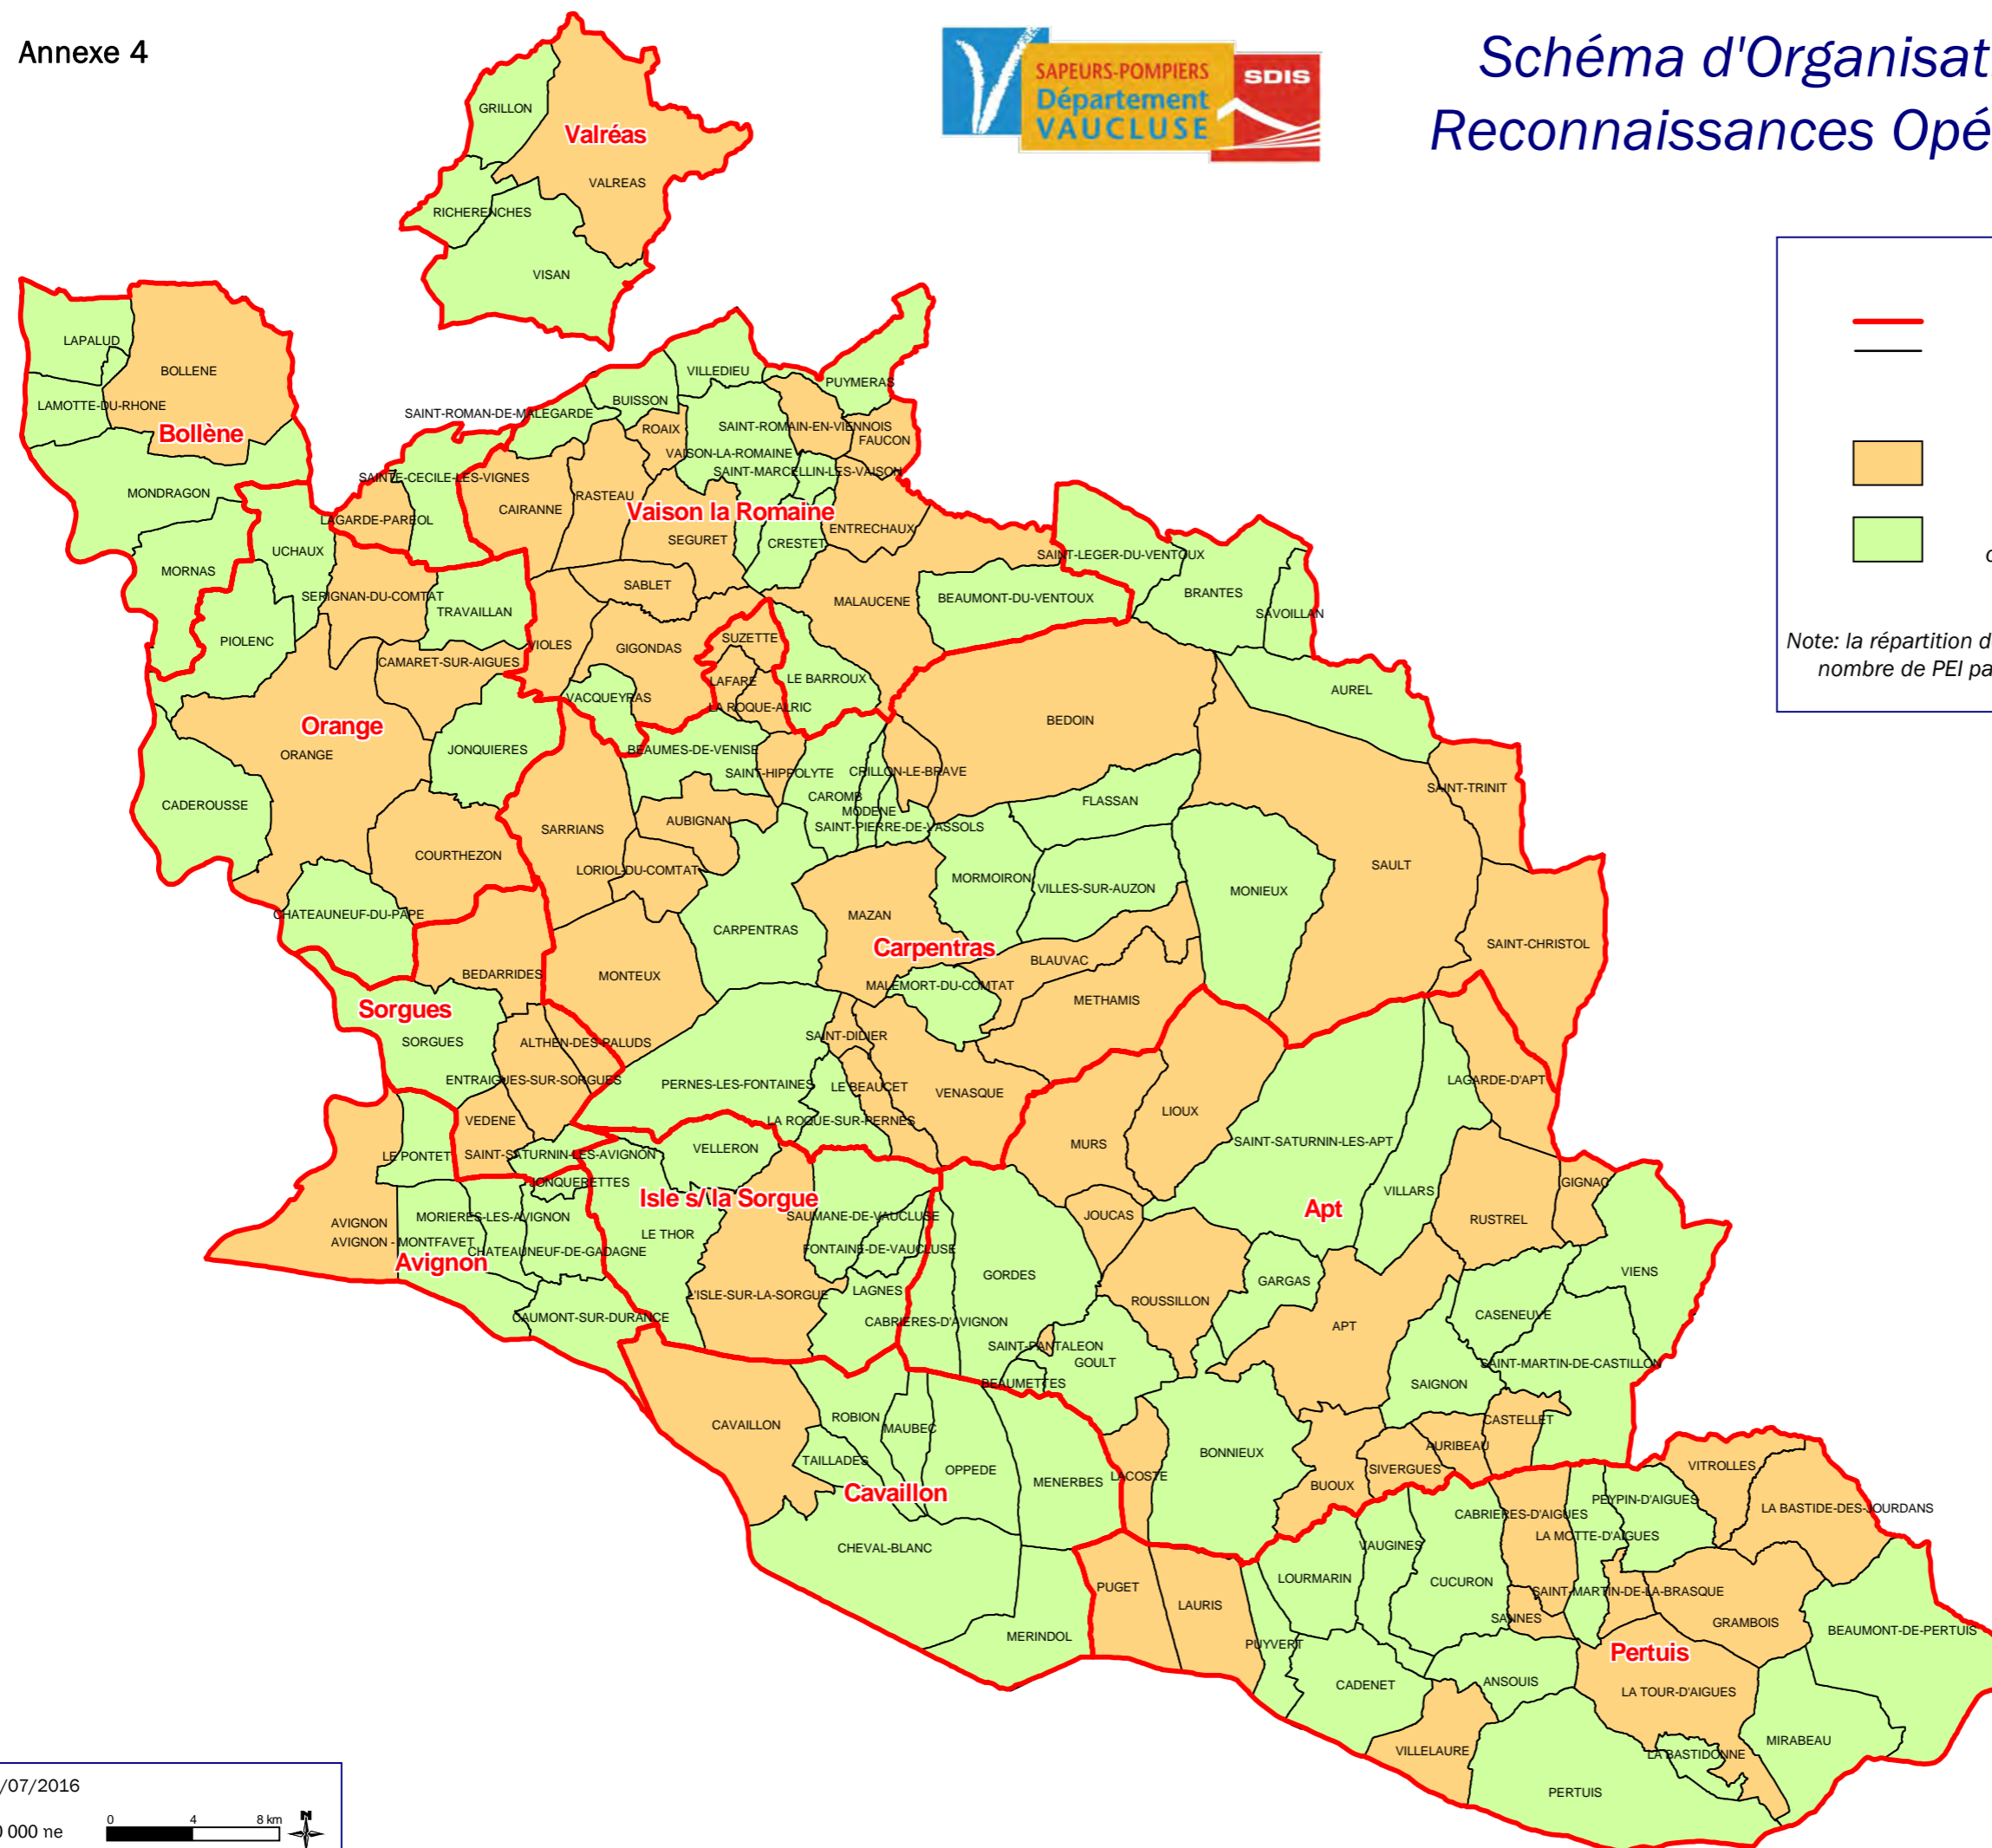 Annexe 4
SAPEURS-POMPIERS
Département
VAUCLUSE
SDIS
Schéma d'Organisat
Reconnaissances Opé
GRILLON
Valréas
VALREAS
RICHERENCHES
VISAN
LAPALUD
BOLLENE
LAMOTTE-DU-RHONE
Bollène
MONDRAGON
MORNAS
VILLEDIEU
PUYMERAS
BUISSON
SAINT-ROMAN-DE-MALEGARDE
ROAIX
SAINT-ROMAIN-EN-VIENNOIS
FAUCON
VAISON-LA-ROMAINE
SAINT-MARCELLIN-LES-VAISON
SAINTE-CECILE-LES-VIGNES
RASTEAU
CAIRANNE
Vaison la Romaine
LAGARDE-PAREOL
ENTRECHAUX
SEGURET
CRESTET
UCHAUX
SAINT-LEGER-DU-VENTOUX
SABLET
BRANTES
SERIGNAN-DU-COMTAT
TRAVAILLAN
MALAUCENE
BEAUMONT-DU-VENTOUX
SAVOILLAN
PIOLENC
VIOLES
GIGONDAS
SUZETTE
CAMARET-SUR-AIGUES
LAFARE
LE BARROUX
AUREL
VACQUEYRAS
LA ROQUE-ALRIC
Orange
ORANGE
JONQUIERES
BEDOIN
BEAUMES-DE-VENISE
SAINT-HIPPOLYTE
CRILLON-LE-BRAVE
SAINT-TRINIT
CADEROUSSE
CAROMB
MODENE
FLASSAN
SARRIANS
AUBIGNAN
SAINT-PIERRE-DE-VASSOLS
COURTHEZON
LORIOL-DU-COMTAT
SAULT
MORMOIRON
VILLES-SUR-AUZON
MONIEUX
CHATEAUNEUF-DU-PAPE
MAZAN
CARPENTRAS
Carpentras
SAINT-CHRISTOL
BLAUVAC
BEDARRIDES
MONTEUX
MALEMORT-DU-COMTAT
METHAMIS
Sorgues
SORGUES
ALTHEN-DES-PALUDS
SAINT-DIDIER
ENTRAIGUES-SUR-SORGUES
PERNES-LES-FONTAINES
LE BEAUCET
VENASQUE
LAGARDE-D'APT
LIOUX
VEDENE
LA ROQUE-SUR-PERNES
MURS
SAINT-SATURNIN-LES-APT
LE PONTET
SAINT-SATURNIN-LES-AVIGNON
VELLERON
JONQUERETTES
Isle s/ la Sorgue
VILLARS
GIGNAC
Apt
AVIGNON
MORIERES-LES-AVIGNON
LE THOR
SAUMANE-DE-VAUCLUSE
JOUCAS
RUSTREL
AVIGNON - MONTFAVET
CHATEAUNEUF-DE-GADAGNE
FONTAINE-DE-VAUCLUSE
Avignon
GORDES
GARGAS
VIENS
L'ISLE-SUR-LA-SORGUE
LAGNES
ROUSSILLON
CAUMONT-SUR-DURANCE
CABRIERES-D'AVIGNON
APT
CASENEUVE
SAINT-PANTALEON
GOULT
SAINT-MARTIN-DE-CASTILLON
BEAUMETTES
SAIGNON
CAVAILLON
ROBION
MAUBEC
CASTELLET
TAILLADES
OPPEDE
MENERBES
LACOSTE
BONNIEUX
AURIBEAU
SIVERGUES
BUOUX
Cavaillon
VITROLLES
PEYPIN-D'AIGUES
LA BASTIDE-DES-JOURDANS
CABRIERES-D'AIGUES
LA MOTTE-D'AIGUES
CHEVAL-BLANC
VAUGINES
PUGET
LOURMARIN
CUCURON
SAINT-MARTIN-DE-LA-BRASQUE
LAURIS
SANNES
GRAMBOIS
BEAUMONT-DE-PERTUIS
MERINDOL
PUYVERT
Pertuis
CADENET
ANSOUIS
LA TOUR-D'AIGUES
MIRABEAU
VILLELAURE
LA BASTIDONNE
PERTUIS
Note: la répartition d
nombre de PEI pa
/07/2016
0 4 8 km
N